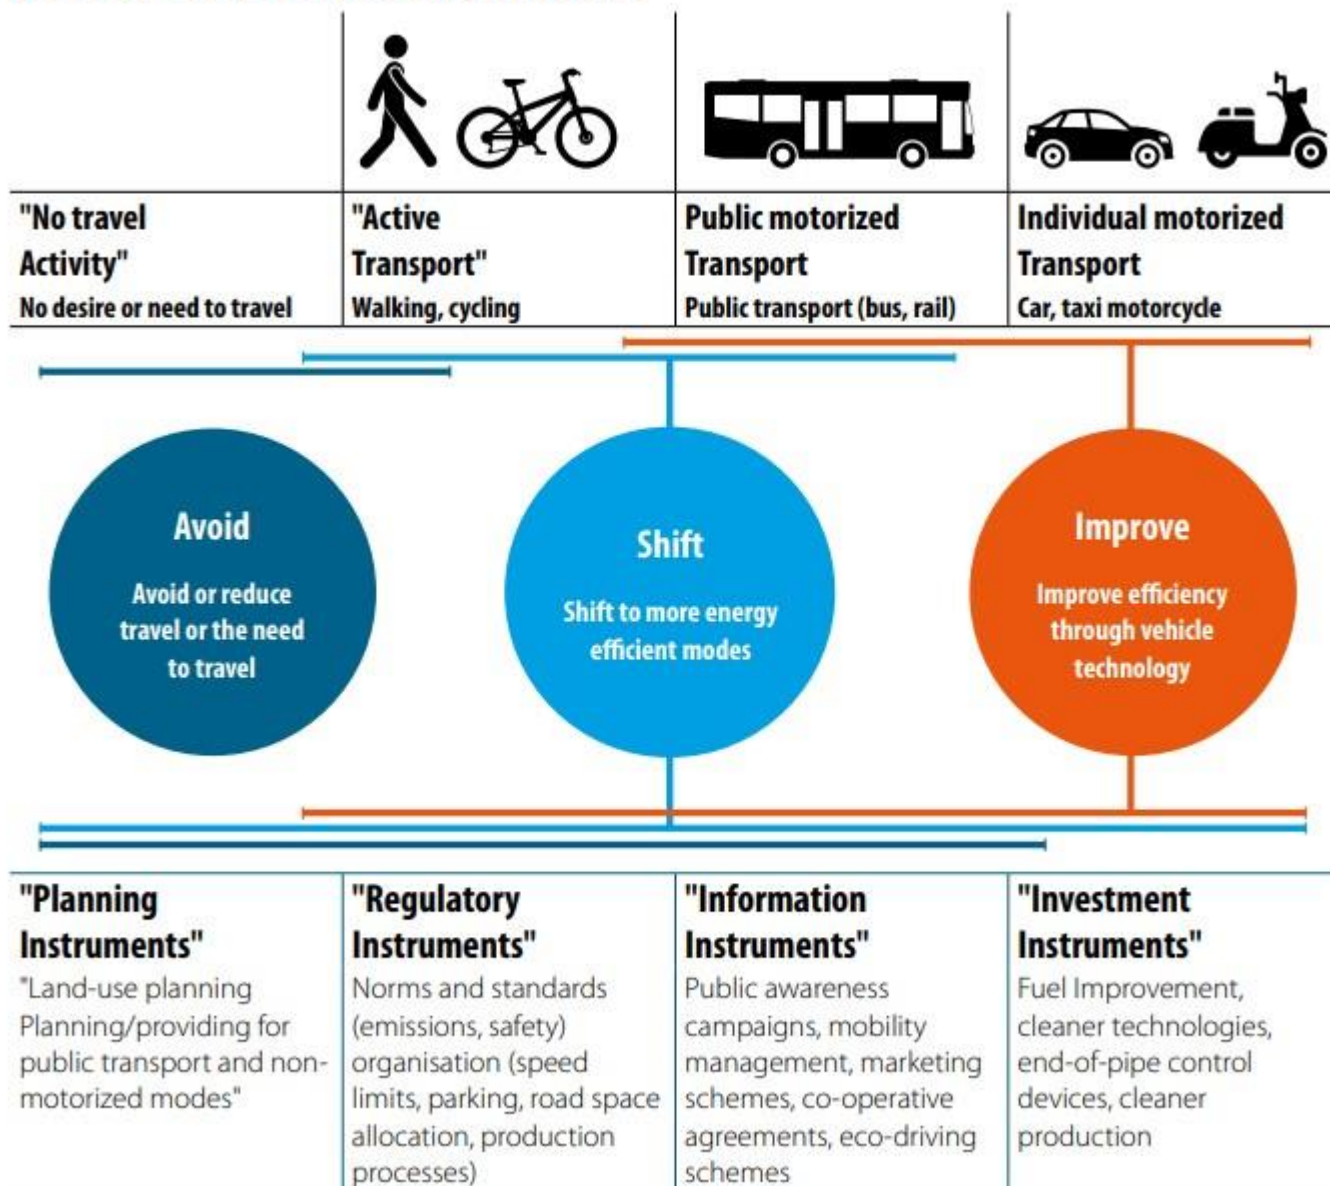 "No travel
Activity"
No desire or need to travel
"Active
Transport"
Walking, cycling
Public motorized
Transport
Public transport (bus, rail)
Individual motorized
Transport
Car, taxi motorcycle
Avoid
Avoid or reduce
travel or the need
to travel
Shift
Shift to more energy
efficient modes
Improve
Improve efficiency
through vehicle
technology
"Planning
Instruments"
"Land-use planning
Planning/providing for
public transport and non-
motorized modes"
"Regulatory
Instruments"
Norms and standards
(emissions, safety)
organisation (speed
limits, parking, road space
allocation, production
processes)
"Information
Instruments"
Public awareness
campaigns, mobility
management, marketing
schemes, co-operative
agreements, eco-driving
schemes
"Investment
Instruments"
Fuel Improvement,
cleaner technologies,
end-of-pipe control
devices, cleaner
production